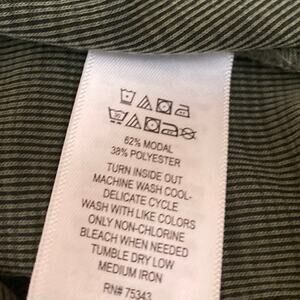 62% MODAL
38% POLYESTER
TURN INSIDE OUT
MACHINE WASH COOL-
DELICATE CYCLE
WASH WITH LIKE COLORS
ONLY NON-CHLORINE
BLEACH WHEN NEEDED
TUMBLE DRY LOW
MEDIUM IRON
RN# 75343